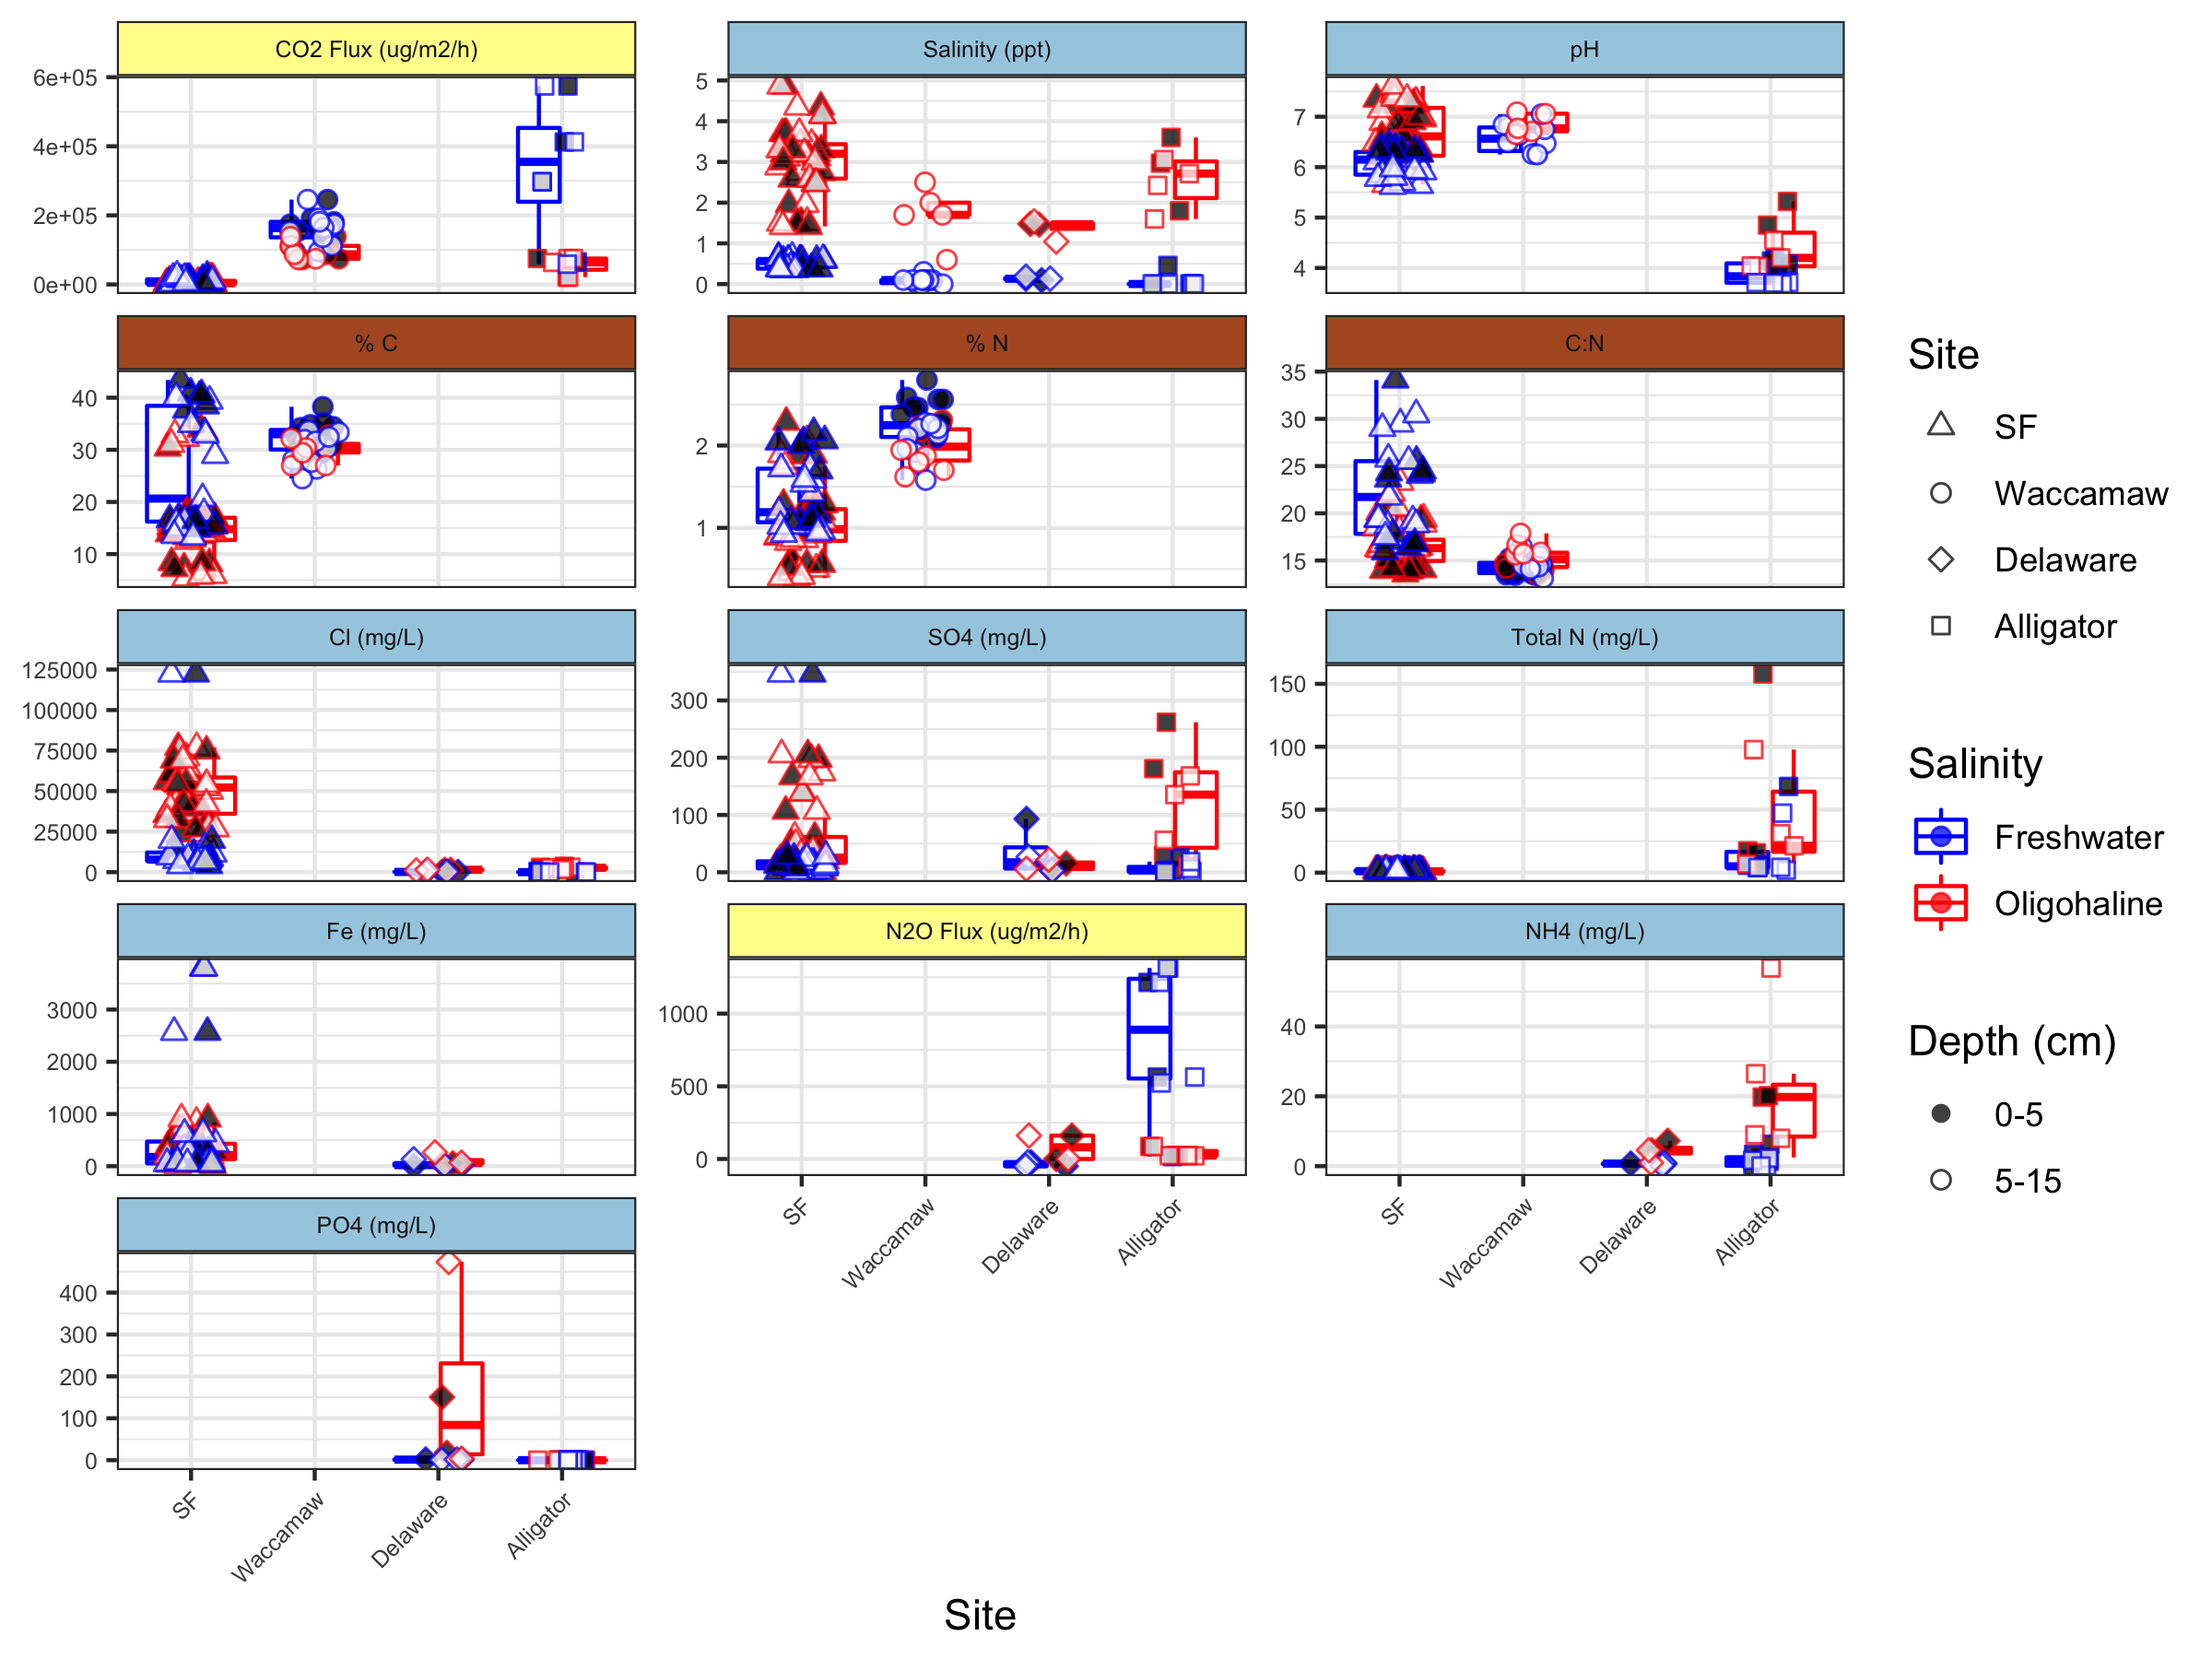 CO2 Flux (ug/m2/h)
Salinity (ppt)
pH
6e+05
4e+05
2e+05
0e+00
5
4
3
2
1
0
7
6
5
4
% C
% N
C:N
40
30
20
10
2
1
35
30
25
20
15
Cl (mg/L)
SO4 (mg/L)
Total N (mg/L)
125000
100000
75000
50000
25000
0
300
200
100
0
150
100
50
0
Fe (mg/L)
N2O Flux (ug/m2/h)
NH4 (mg/L)
3000
2000
1000
0
1000
500
0
40
20
0
SF
Waccamaw
Delaware
Alligator
SF
Waccamaw
Delaware
Alligator
PO4 (mg/L)
400
300
200
100
0
SF
Waccamaw
Delaware
Alligator
Site
Site
SF
Waccamaw
Delaware
Alligator
Salinity
Freshwater
Oligohaline
Depth (cm)
0-5
5-15